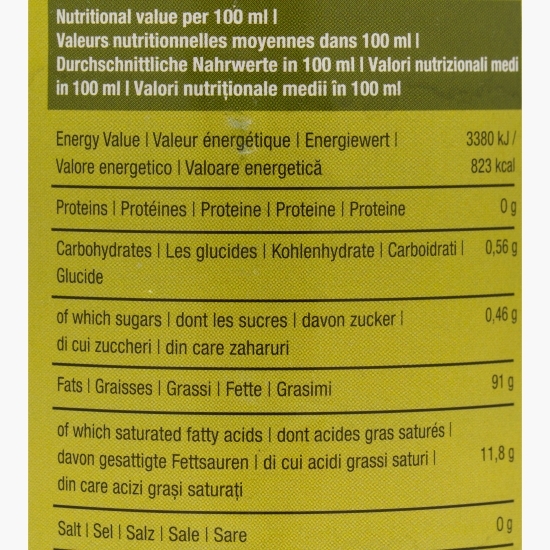 Nutritional value per 100 ml |
Valeurs nutritionnelles moyennes dans 100 ml |
Durchschnittliche Nahrwerte in 100 ml | Valori nutrizionali medi
in 100 ml | Valori nutriționale medii în 100 ml
Energy Value | Valeur énergétique | Energiewert | 3380 kJ /
Valore energetico | Valoare energetică 823 kcal
Proteins | Protéines | Proteine | Proteine | Proteine 0 g
Carbohydrates | Les glucides | Kohlenhydrate | Carboidrati | 0,56 g
Glucide
of which sugars | dont les sucres | davon zucker | 0,46 g
di cui zuccheri | din care zaharuri
Fats | Graisses | Grassi | Fette | Grasimi 91 g
of which saturated fatty acids | dont acides gras saturés |
davon gesattigte Fettsauren | di cui acidi grassi saturi | 11,8 g
din care acizi grași saturați
Salt | Sel | Salz | Sale | Sare 0 g